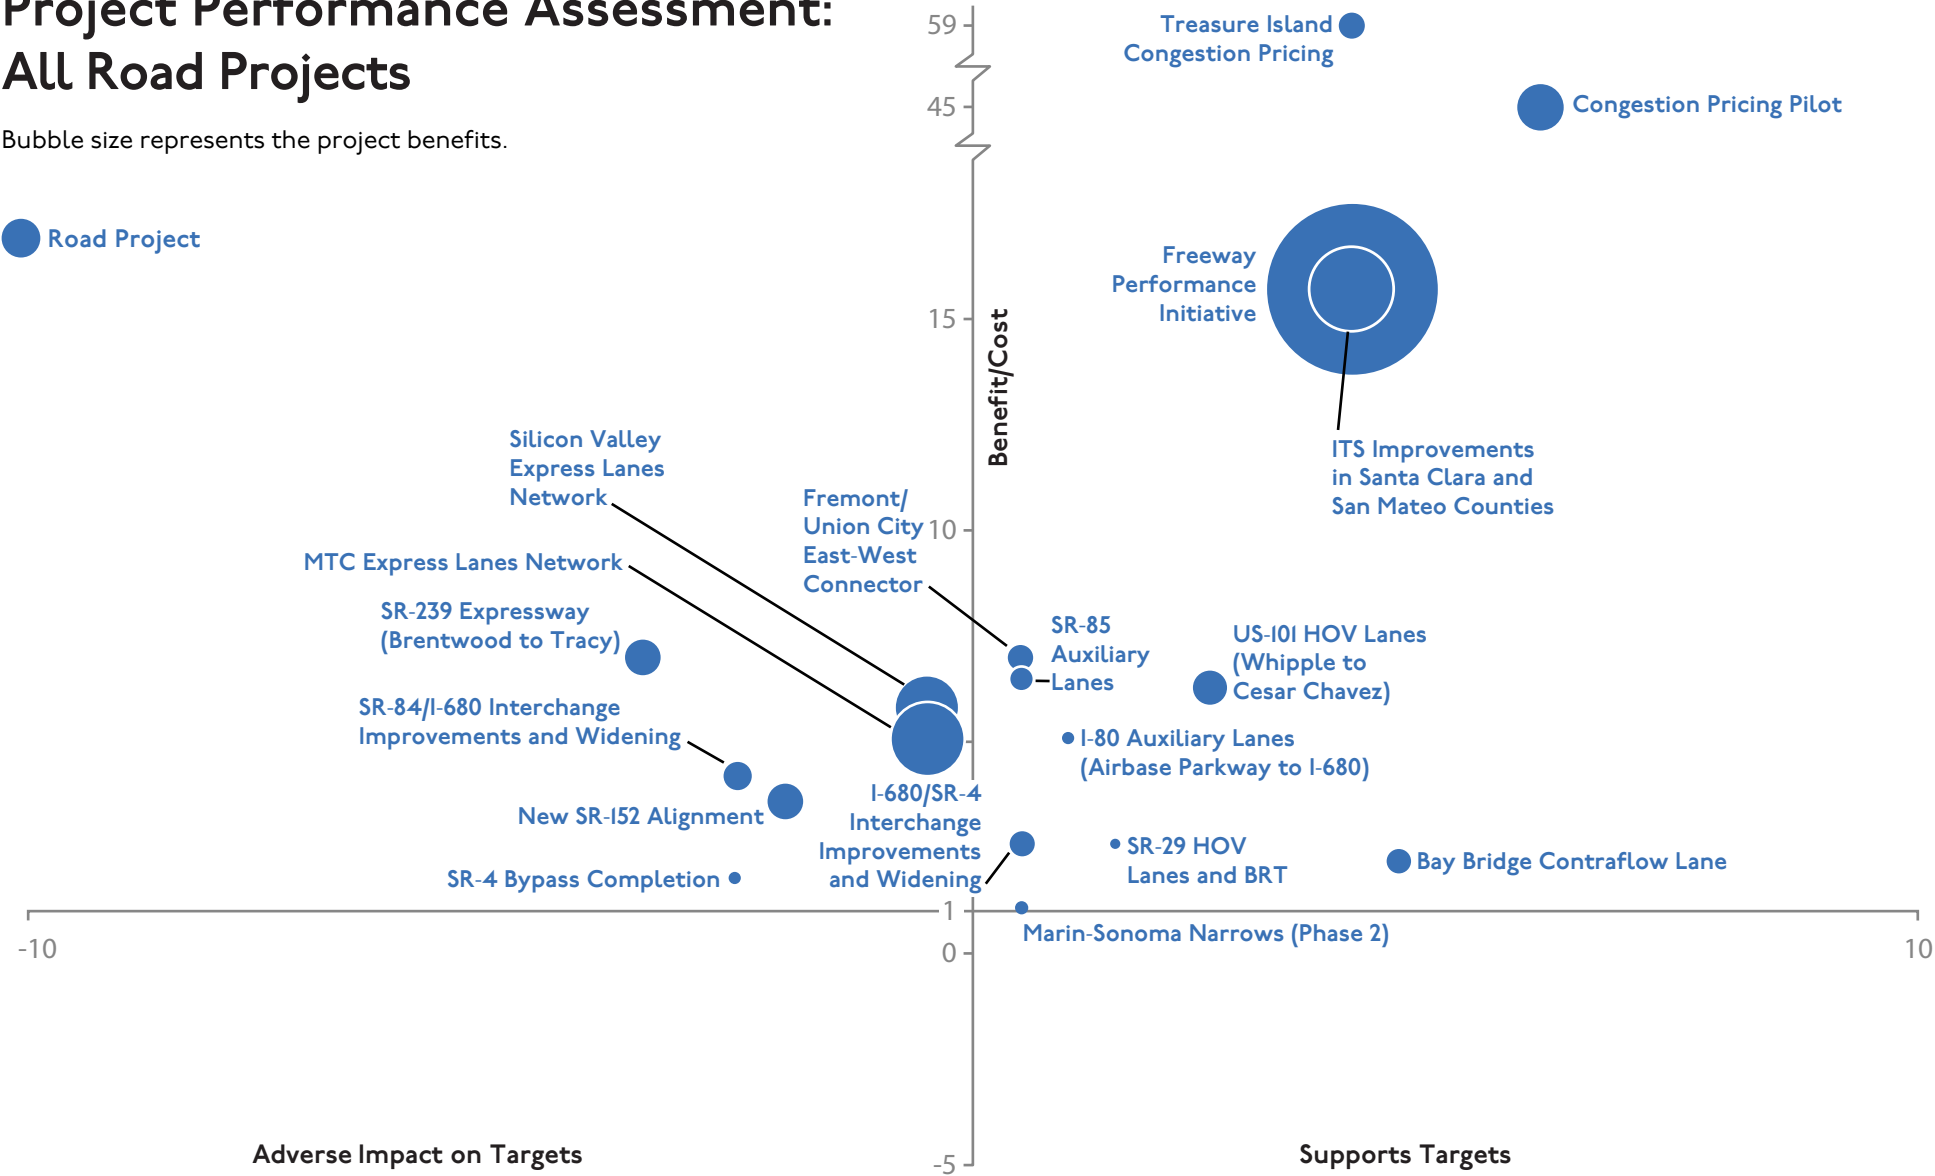 Project Performance Assessment:
All Road Projects
Bubble size represents the project benefits.
Road Project
59
Treasure Island
Congestion Pricing
45
Congestion Pricing Pilot
Freeway
Performance
Initiative
15
Benefit/Cost
ITS Improvements
in Santa Clara and
San Mateo Counties
Silicon Valley
Express Lanes
Network
Fremont/
Union City
East-West
Connector
10
MTC Express Lanes Network
SR-239 Expressway
(Brentwood to Tracy)
SR-85
Auxiliary
Lanes
US-101 HOV Lanes
(Whipple to
Cesar Chavez)
SR-84/I-680 Interchange
Improvements and Widening
I-80 Auxiliary Lanes
(Airbase Parkway to I-680)
New SR-152 Alignment
I-680/SR-4
Interchange
Improvements
and Widening
SR-29 HOV
Lanes and BRT
Bay Bridge Contraflow Lane
SR-4 Bypass Completion
1
Marin-Sonoma Narrows (Phase 2)
-10
0
10
Adverse Impact on Targets
Supports Targets
-5